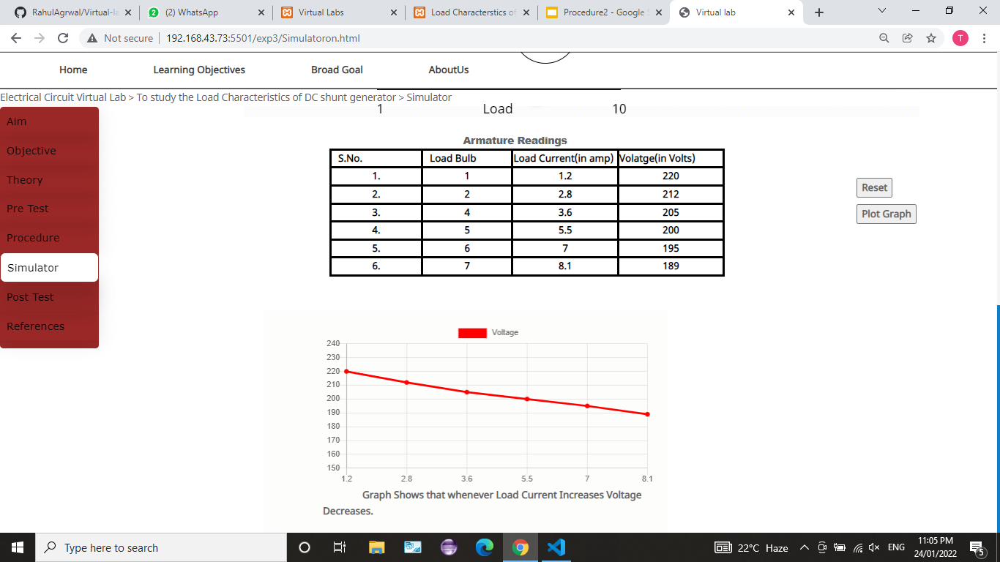 RahulAgrwal/Virtual-la
(2) WhatsApp
Virtual Labs
Load Characterstics of
Procedure2 - Google S
Virtual lab
Not secure
192.168.43.73:5501/exp3/Simulatoron.html
T
Home Learning Objectives Broad Goal AboutUs
Electrical Circuit Virtual Lab > To study the Load Characteristics of DC shunt generator > Simulator
1 Load 10
Aim
Objective
Theory
Pre Test
Procedure
Simulator
Post Test
References
Armature Readings
S.No. Load Bulb Load Current(in amp) Volatge(in Volts)
1. 1 1.2 220
2. 2 2.8 212
3. 4 3.6 205
4. 5 5.5 200
5. 6 7 195
6. 7 8.1 189
Reset
Plot Graph
Voltage
240
230
220
210
200
190
180
170
160
150
1.2 2.8 3.6 5.5 7 8.1
Graph Shows that whenever Load Current Increases Voltage
Decreases.
Type here to search
22°C Haze
ENG
11:05 PM
24/01/2022
5